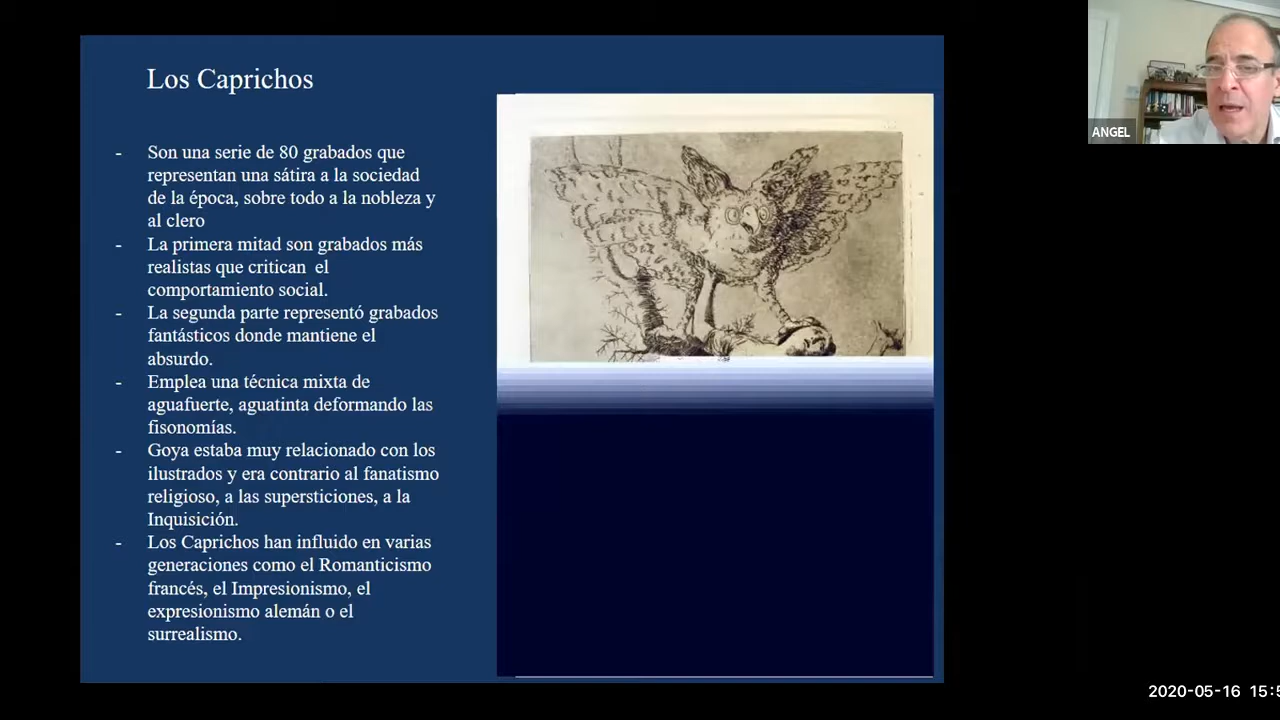 Los Caprichos
- Son una serie de 80 grabados que
representan una sátira a la sociedad
de la época, sobre todo a la nobleza y
al clero
- La primera mitad son grabados más
realistas que critican el
comportamiento social.
- La segunda parte representó grabados
fantásticos donde mantiene el
absurdo.
- Emplea una técnica mixta de
aguafuerte, aguatinta deformando las
fisonomías.
- Goya estaba muy relacionado con los
ilustrados y era contrario al fanatismo
religioso, a las supersticiones, a la
Inquisición.
- Los Caprichos han influido en varias
generaciones como el Romanticismo
francés, el Impresionismo, el
expresionismo alemán o el
surrealismo.
ANGEL
2020-05-16 15:5